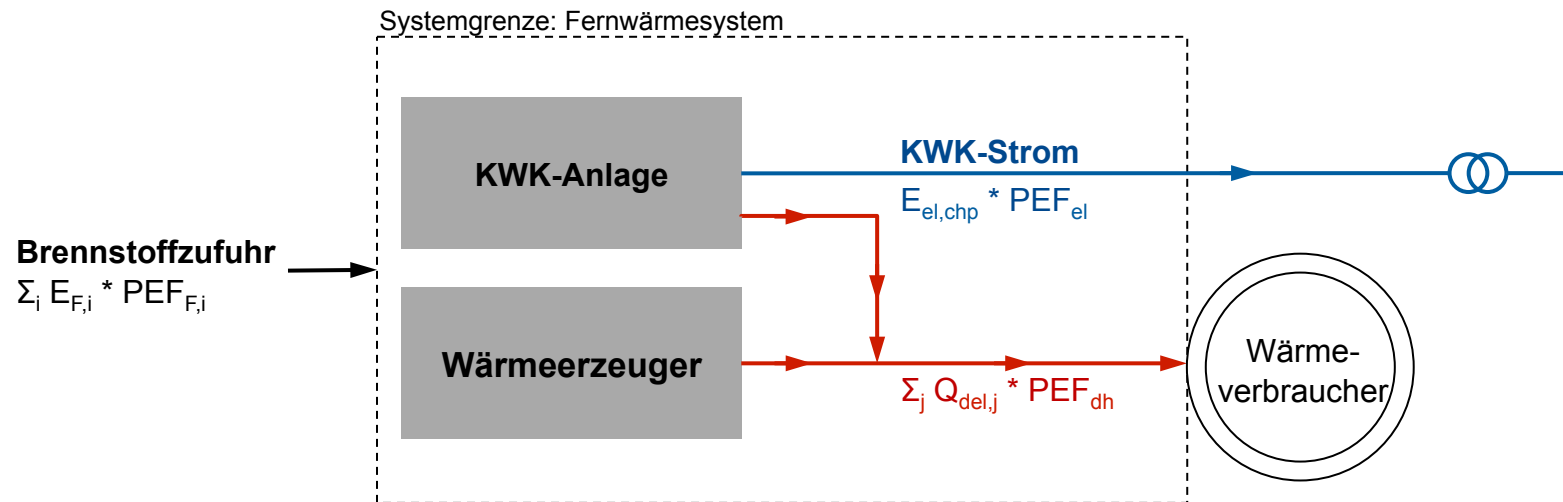 Systemgrenze: Fernwärmesystem
KWK-Anlage
KWK-Strom
E_el,chp * PEF_el
Brennstoffzufuhr
Σ_i E_F,i * PEF_F,i
Wärmeerzeuger
Σ_j Q_del,j * PEF_dh
Wärme-
verbraucher